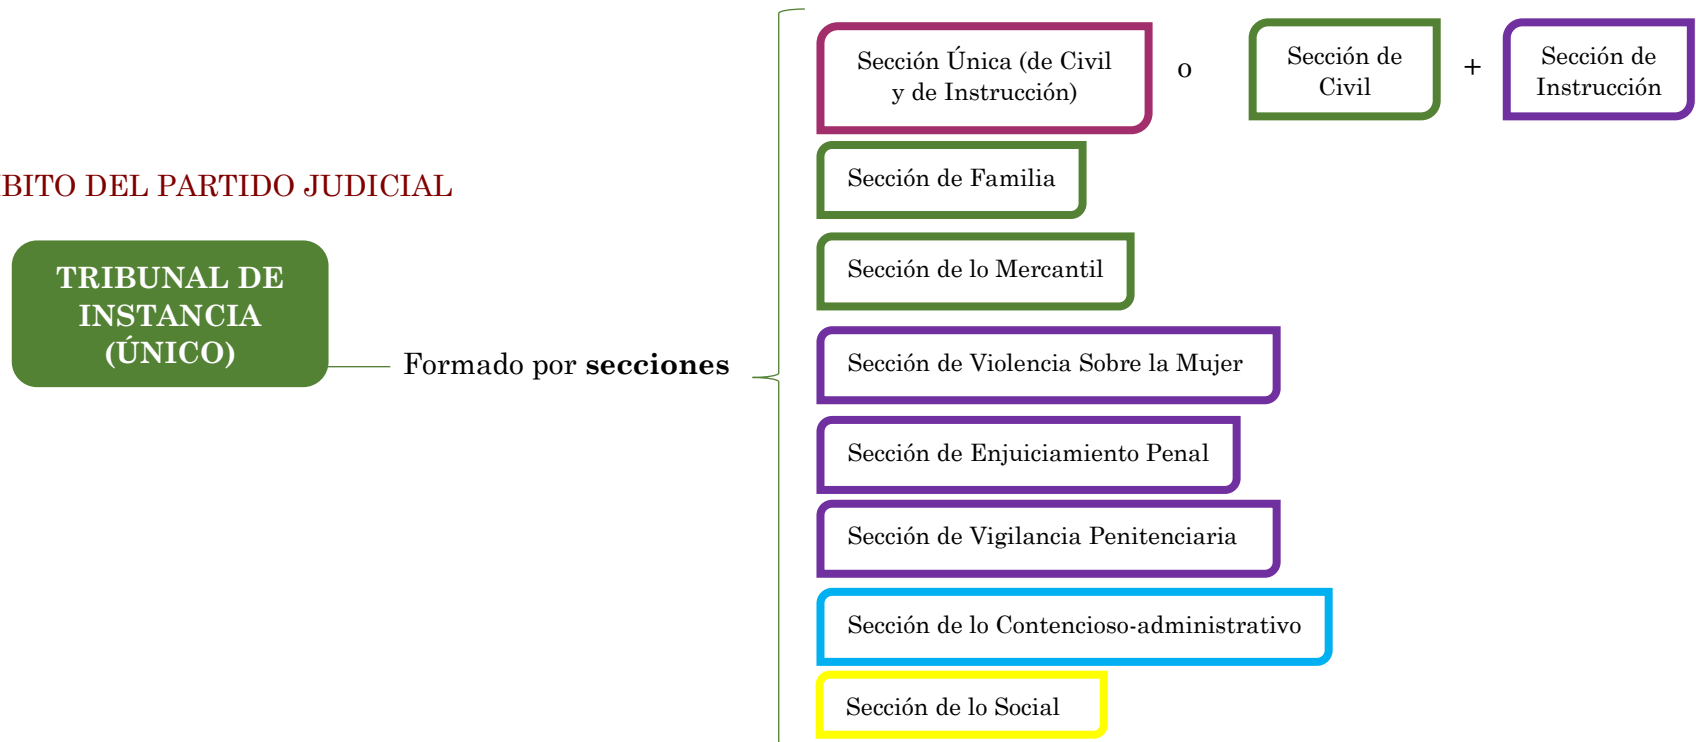 Sección Única (de Civil
y de Instrucción)
o
Sección de
Civil
+
Sección de
Instrucción
Sección de Familia
BITO DEL PARTIDO JUDICIAL
Sección de lo Mercantil
TRIBUNAL DE
INSTANCIA
(ÚNICO)
Formado por secciones
Sección de Violencia Sobre la Mujer
Sección de Enjuiciamiento Penal
Sección de Vigilancia Penitenciaria
Sección de lo Contencioso-administrativo
Sección de lo Social